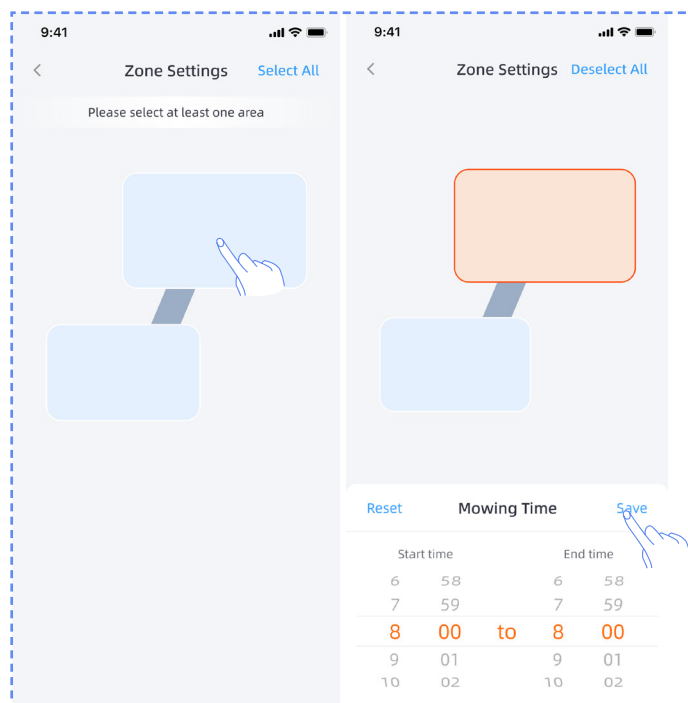 9:41
Zone Settings Select All
Please select at least one area
9:41
Zone Settings Deselect All
Reset Mowing Time Save
Start time End time
6 58 6 58
7 59 7 59
8 00 to 8 00
9 01 9 01
10 02 10 02